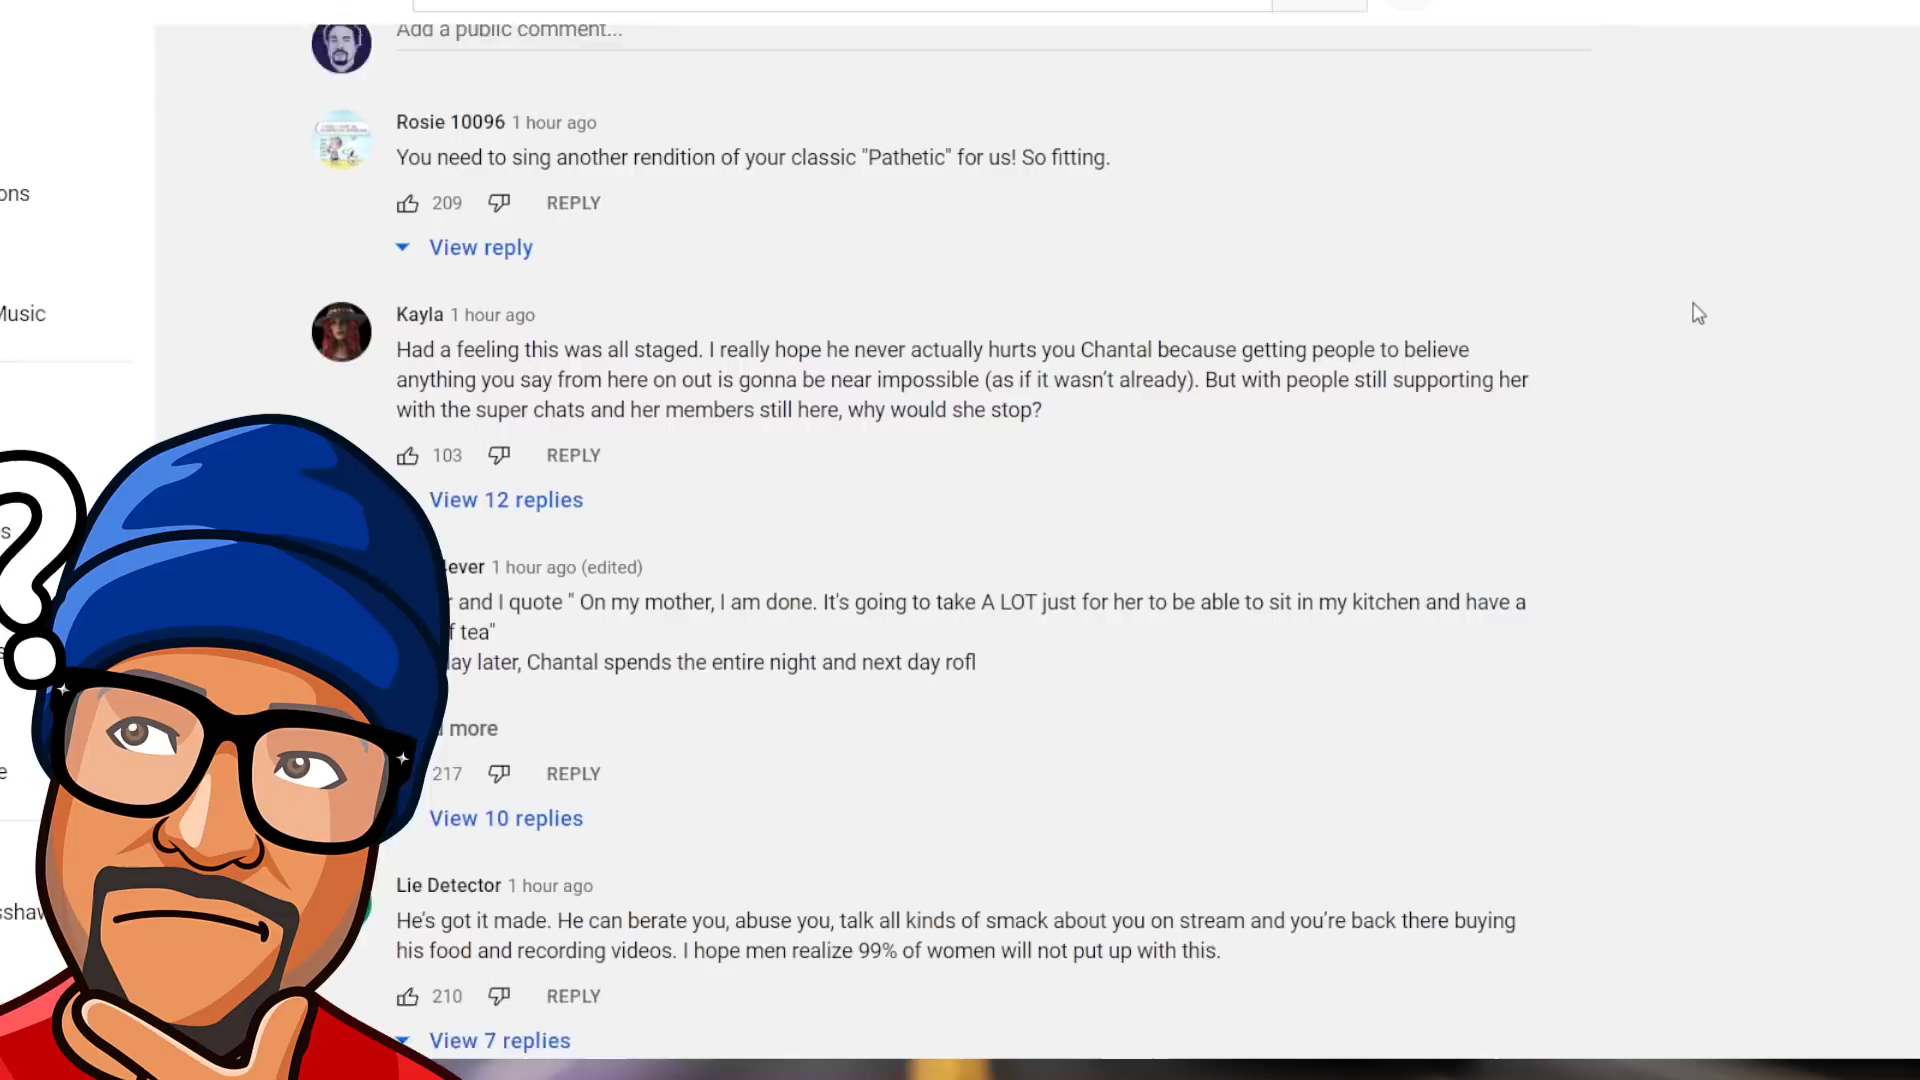 Add a public comment...
Rosie 10096 1 hour ago
You need to sing another rendition of your classic "Pathetic" for us! So fitting.
209 REPLY
View reply
Kayla 1 hour ago
Had a feeling this was all staged. I really hope he never actually hurts you Chantal because getting people to believe
anything you say from here on out is gonna be near impossible (as if it wasn't already). But with people still supporting her
with the super chats and her members still here, why would she stop?
103 REPLY
View 12 replies
1 hour ago (edited)
and I quote " On my mother, I am done. It's going to take A LOT just for her to be able to sit in my kitchen and have a
tea"
later, Chantal spends the entire night and next day rofl
more
217 REPLY
View 10 replies
Lie Detector 1 hour ago
He's got it made. He can berate you, abuse you, talk all kinds of smack about you on stream and you're back there buying
his food and recording videos. I hope men realize 99% of women will not put up with this.
210 REPLY
View 7 replies
ons
Music
?